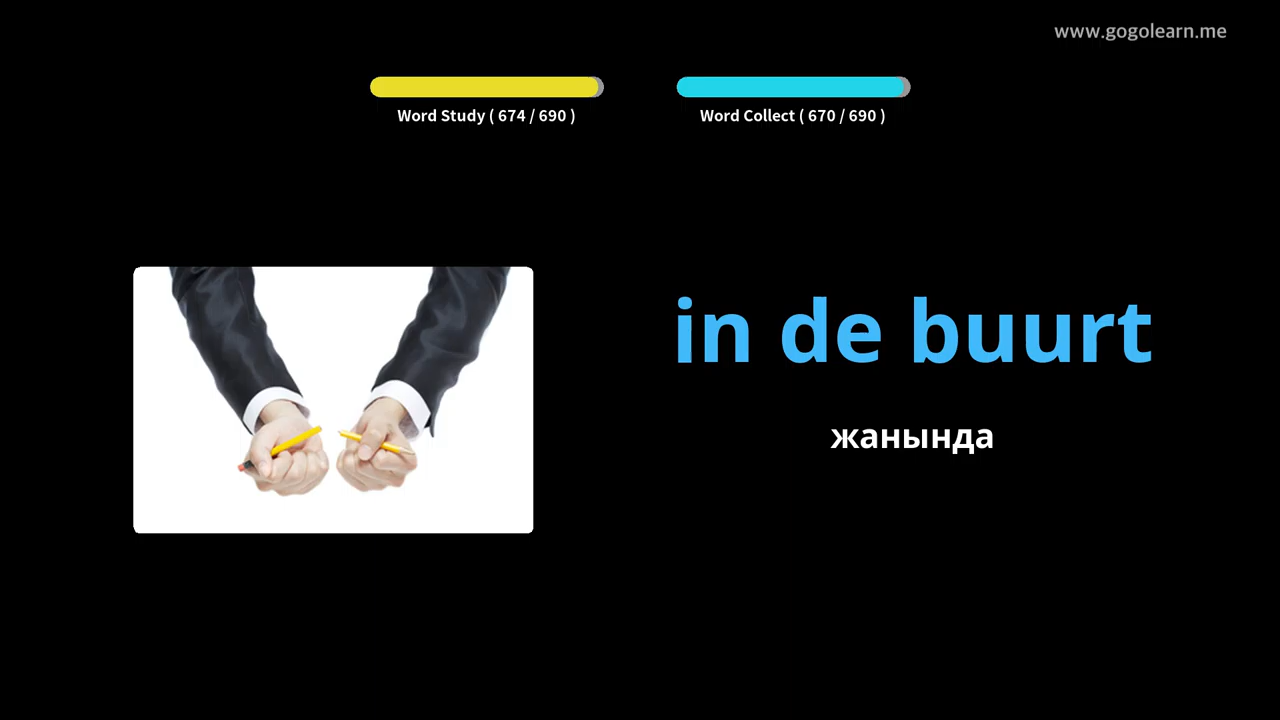 www.gogolearn.me
Word Study ( 674 / 690 )
Word Collect ( 670 / 690 )
in de buurt
жанында